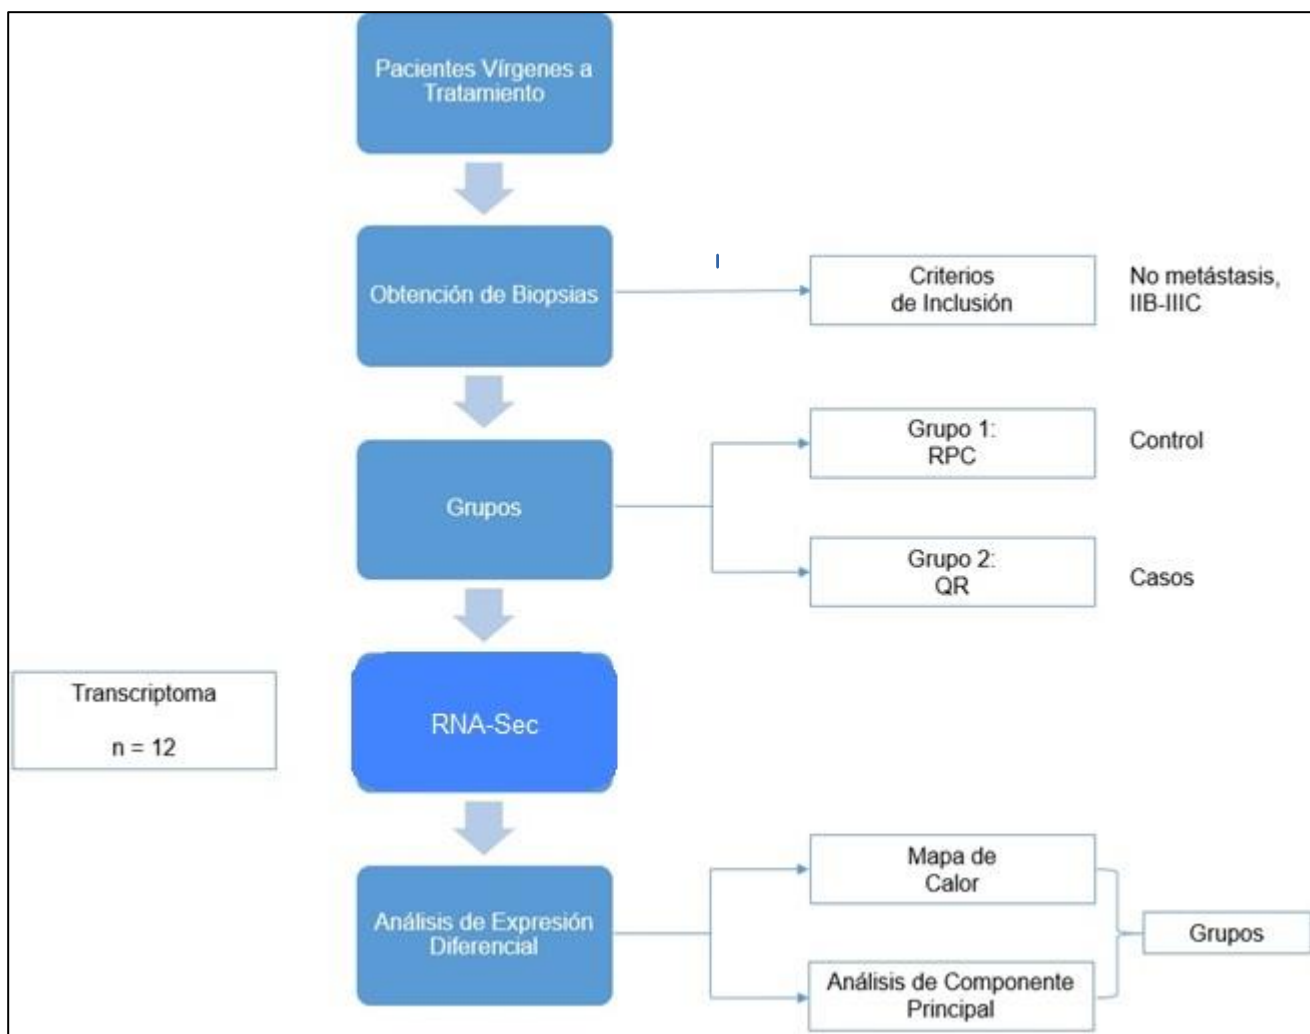 Pacientes Vírgenes a
Tratamiento
Obtención de Biopsias
Criterios
de Inclusión
No metástasis,
IIB-IIIC
Grupos
Grupo 1:
RPC
Control
Grupo 2:
QR
Casos
Transcriptoma
n = 12
RNA-Sec
Análisis de Expresión
Diferencial
Mapa de
Calor
Análisis de Componente
Principal
Grupos